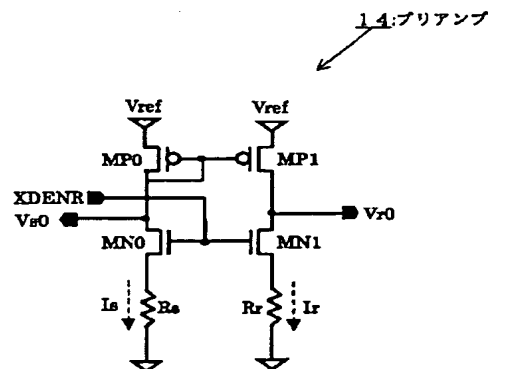 14:プリアンプ
Vref
Vref
MP0
MP1
XDENR
Vs0
Vr0
MN0
MN1
Is
Rs
Rr
Ir